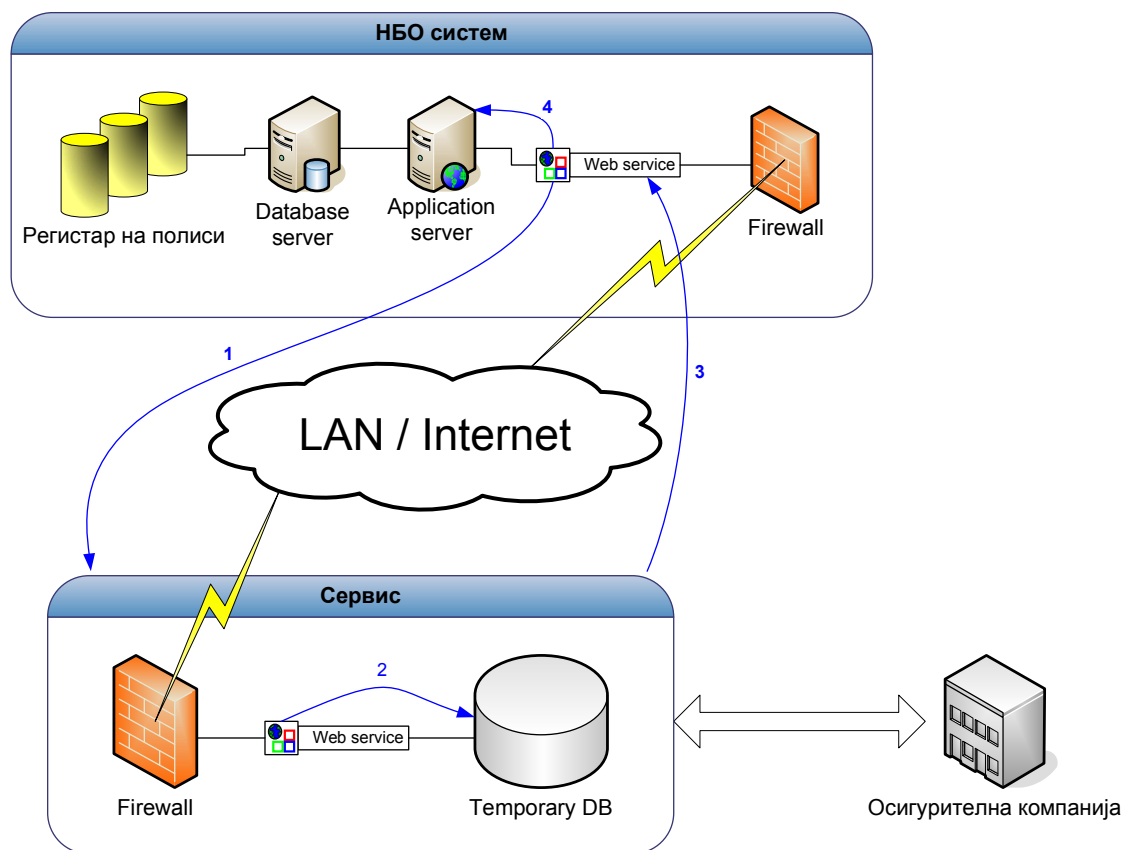 НБО систем
4
Web service
Регистар на полиси
Database
server
Application
server
Firewall
1
3
LAN / Internet
Сервис
2
Web service
Firewall
Temporary DB
Осигурителна компанија